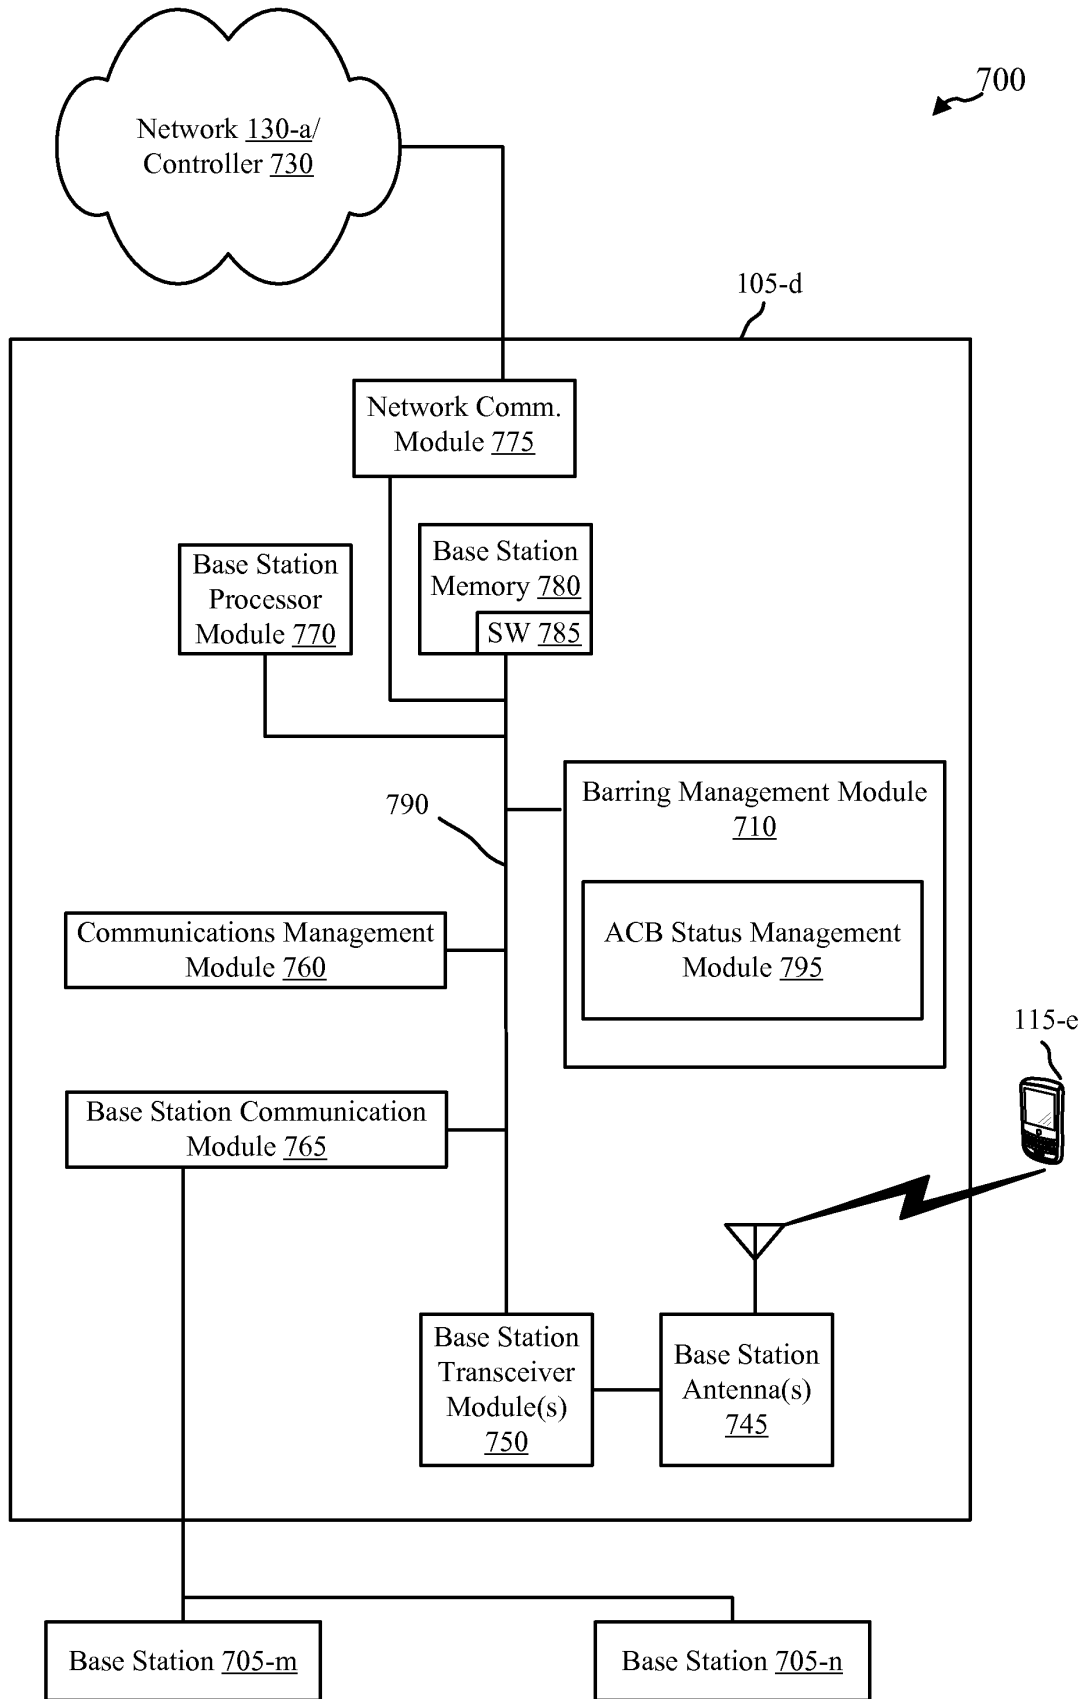 700
Network 130-a/
Controller 730
105-d
Network Comm.
Module 775
Base Station
Processor
Module 770
Base Station
Memory 780
SW 785
Barring Management Module
710
790
ACB Status Management
Module 795
Communications Management
Module 760
115-e
Base Station Communication
Module 765
Base Station
Transceiver
Module(s)
750
Base Station
Antenna(s)
745
Base Station 705-m
Base Station 705-n